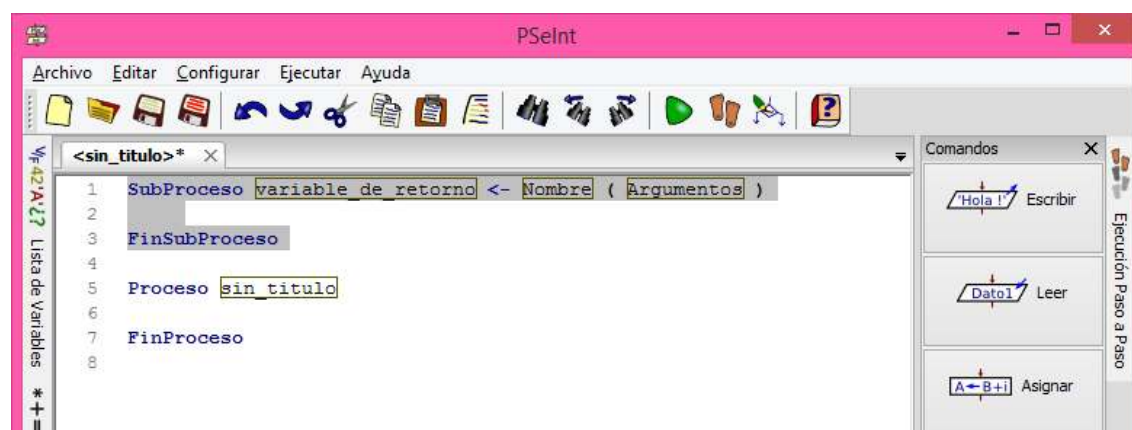 PSeInt
Archivo Editar Configurar Ejecutar Ayuda
<sin_titulo>*
1 SubProceso variable_de_retorno <- Nombre ( Argumentos )
2
3 FinSubProceso
4
5 Proceso sin_titulo
6
7 FinProceso
8
Lista de Variables
*+=
Comandos
'Hola !' Escribir
Dato1 Leer
A←B+i Asignar
Ejecución Paso a Paso